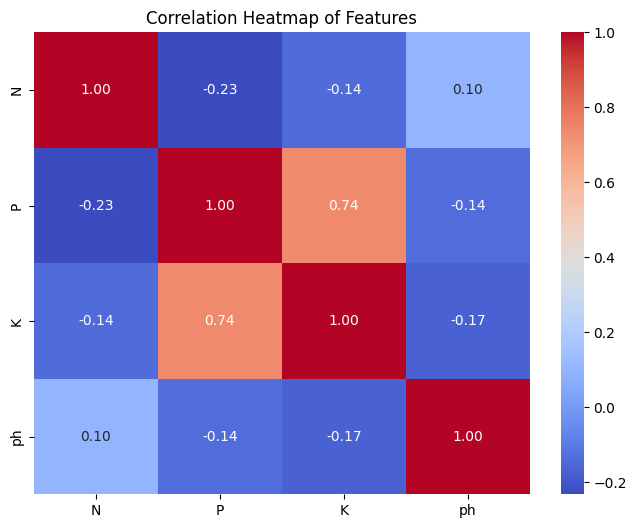 Correlation Heatmap of Features
N 1.00 -0.23 -0.14 0.10
P -0.23 1.00 0.74 -0.14
K -0.14 0.74 1.00 -0.17
ph 0.10 -0.14 -0.17 1.00
N P K ph
1.0
0.8
0.6
0.4
0.2
0.0
−0.2